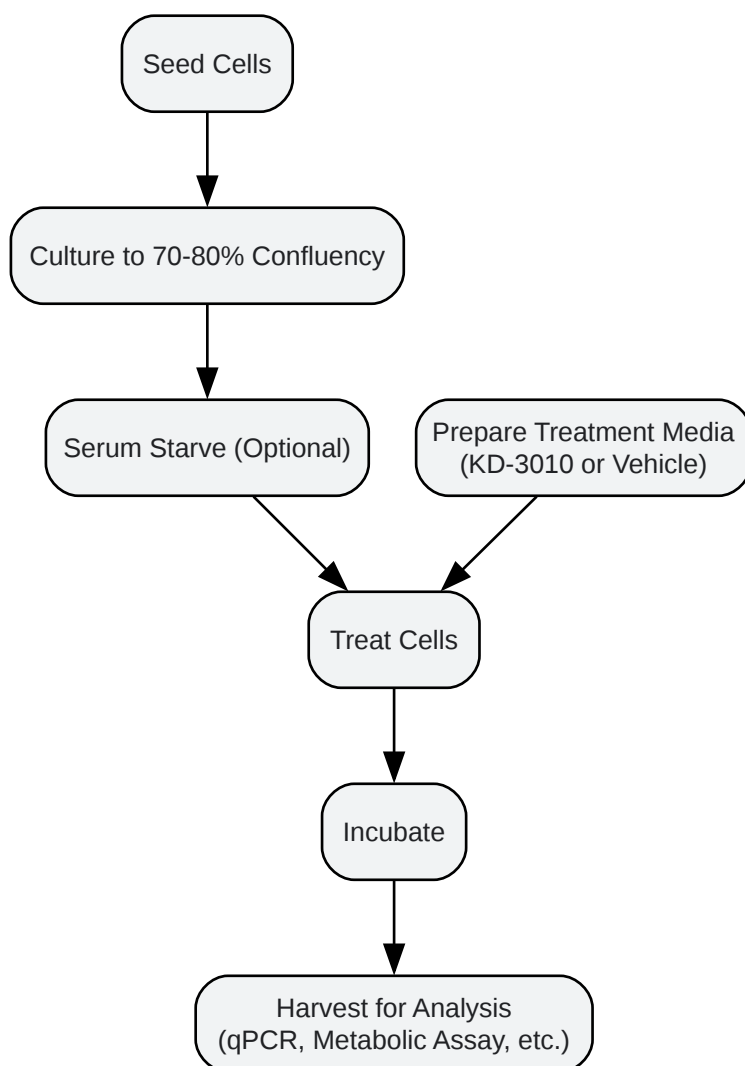 Seed Cells
Culture to 70-80% Confluency
Serum Starve (Optional)
Prepare Treatment Media
(KD-3010 or Vehicle)
Treat Cells
Incubate
Harvest for Analysis
(qPCR, Metabolic Assay, etc.)